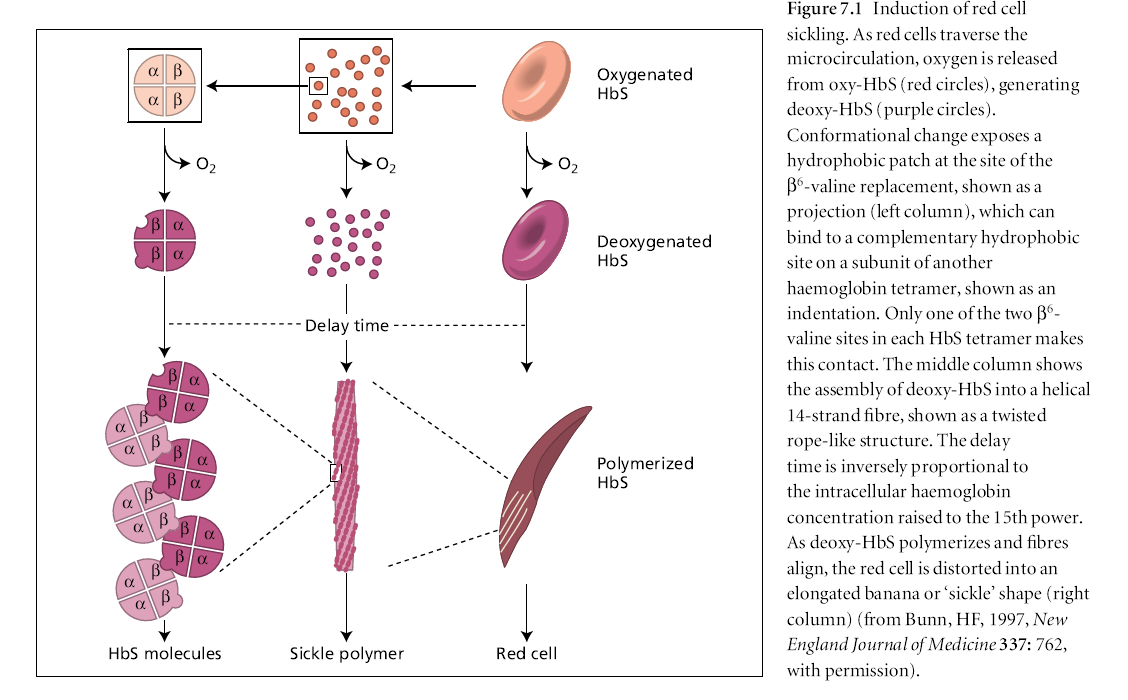 α β
α β
Oxygenated
HbS
O2
O2
O2
β α
β α
Deoxygenated
HbS
Delay time
β α
β α
α β
α β
β α
β α
α β
α β
β α
β α
α β
α β
Polymerized
HbS
HbS molecules
Sickle polymer
Red cell
Figure 7.1 Induction of red cell
sickling. As red cells traverse the
microcirculation, oxygen is released
from oxy-HbS (red circles), generating
deoxy-HbS (purple circles).
Conformational change exposes a
hydrophobic patch at the site of the
β6-valine replacement, shown as a
projection (left column), which can
bind to a complementary hydrophobic
site on a subunit of another
haemoglobin tetramer, shown as an
indentation. Only one of the two β6-
valine sites in each HbS tetramer makes
this contact. The middle column shows
the assembly of deoxy-HbS into a helical
14-strand fibre, shown as a twisted
rope-like structure. The delay
time is inversely proportional to
the intracellular haemoglobin
concentration raised to the 15th power.
As deoxy-HbS polymerizes and fibres
align, the red cell is distorted into an
elongated banana or ‘sickle’ shape (right
column) (from Bunn, HF, 1997, New
England Journal of Medicine 337: 762,
with permission).